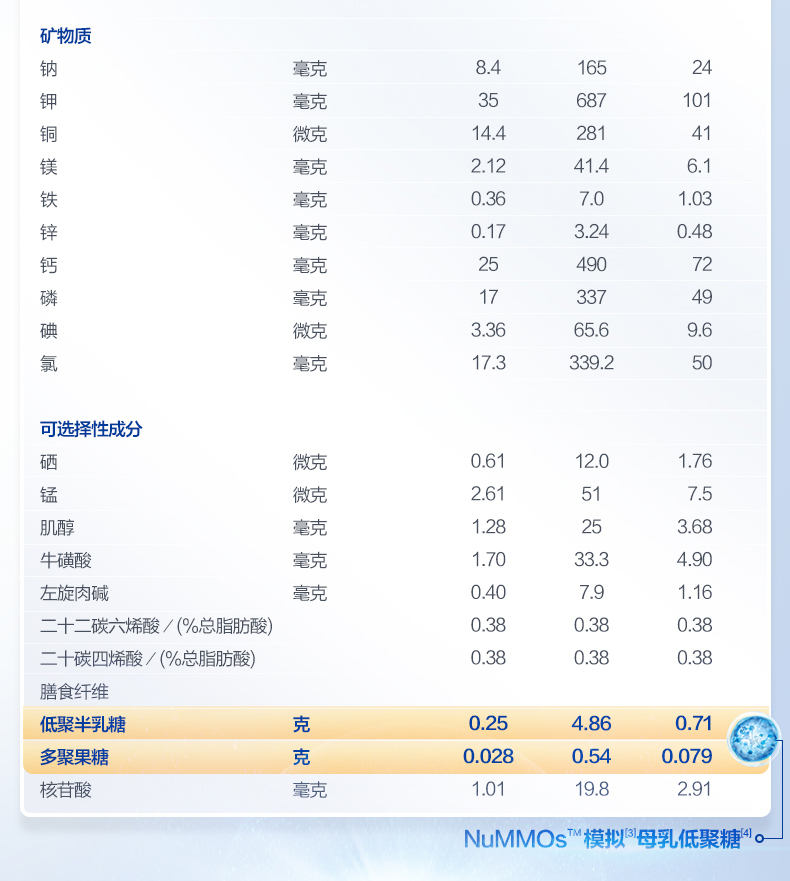 矿物质
钠 毫克 8.4 165 24
钾 毫克 35 687 101
铜 微克 14.4 281 41
镁 毫克 2.12 41.4 6.1
铁 毫克 0.36 7.0 1.03
锌 毫克 0.17 3.24 0.48
钙 毫克 25 490 72
磷 毫克 17 337 49
碘 微克 3.36 65.6 9.6
氯 毫克 17.3 339.2 50
可选择性成分
硒 微克 0.61 12.0 1.76
锰 微克 2.61 51 7.5
肌醇 毫克 1.28 25 3.68
牛磺酸 毫克 1.70 33.3 4.90
左旋肉碱 毫克 0.40 7.9 1.16
二十二碳六烯酸／(%总脂肪酸) 0.38 0.38 0.38
二十碳四烯酸／(%总脂肪酸) 0.38 0.38 0.38
膳食纤维
低聚半乳糖 克 0.25 4.86 0.71
多聚果糖 克 0.028 0.54 0.079
核苷酸 毫克 1.01 19.8 2.91
NuMMOs™ 模拟[3]母乳低聚糖[4]